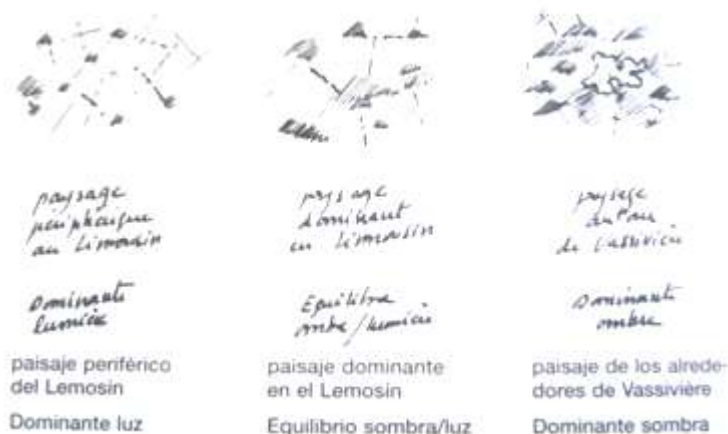 paysage
périphérique
au Limousin
Dominante
lumière
paisaje periférico
del Lemosín
Dominante luz
paysage
dominant
en Limousin
Equilibre
ombre/lumière
paisaje dominante
en el Lemosín
Equilibrio sombra/luz
paysage
autour
de Vassivière
Dominante
ombre
paisaje de los alrede-
dores de Vassivière
Dominante sombra